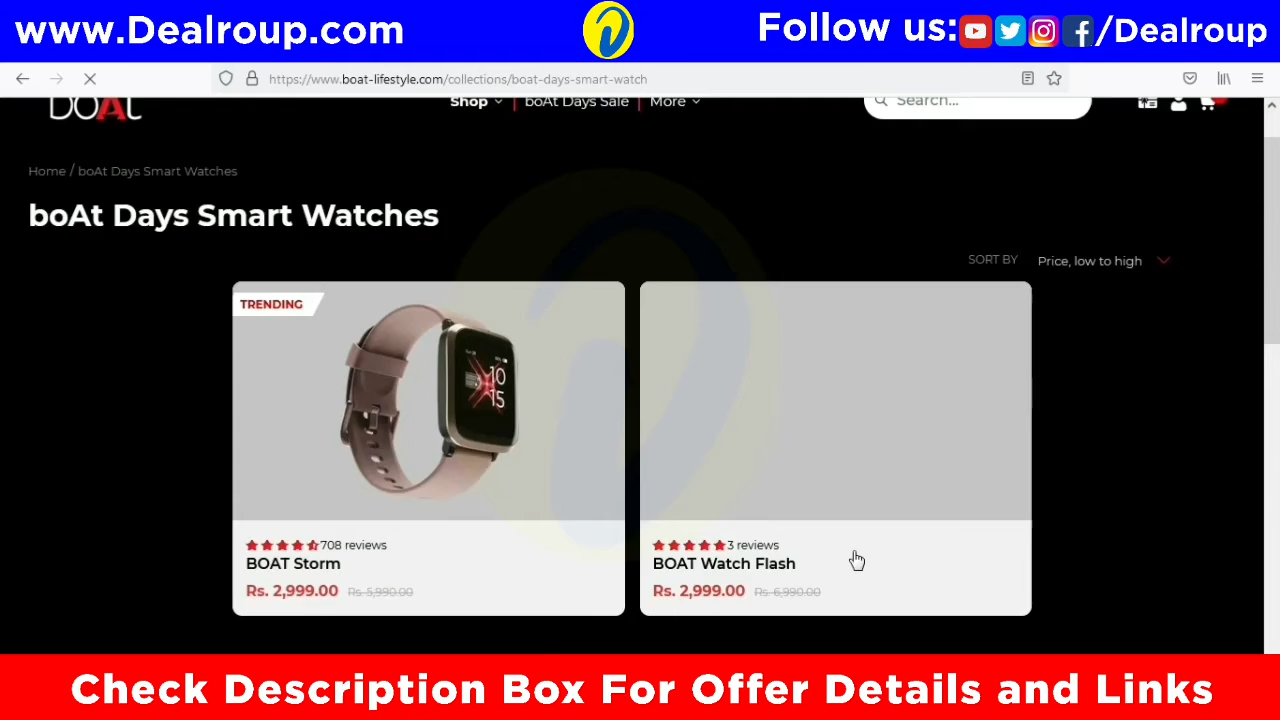 www.Dealroup.com
Follow us: /Dealroup
https://www.boat-lifestyle.com/collections/boat-days-smart-watch
boAt
Shop
boAt Days Sale
More
Search...
Home / boAt Days Smart Watches
boAt Days Smart Watches
SORT BY Price, low to high
TRENDING
10
15
708 reviews
BOAT Storm
Rs. 2,999.00 Rs. 5,990.00
3 reviews
BOAT Watch Flash
Rs. 2,999.00 Rs. 6,990.00
Check Description Box For Offer Details and Links